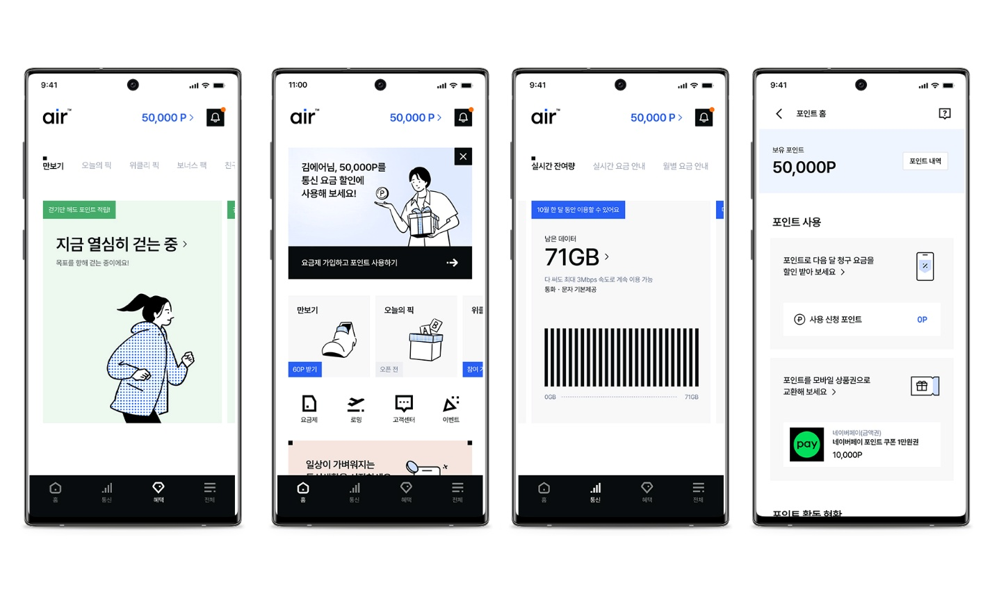 9:41
air™
50,000 P
만보기
오늘의 픽
위클리 픽
보너스 팩
친구
걷기만 해도 포인트 적립!
지금 열심히 걷는 중
목표를 향해 걷는 중이에요!
홈
통신
혜택
전체
11:00
air™
50,000 P
김에어님, 50,000P를
통신 요금 할인에
사용해 보세요!
P
요금제 가입하고 포인트 사용하기
만보기
60P 받기
오늘의 픽
A B
오픈 전
위클
참여 가
요금제
로밍
고객센터
이벤트
일상이 가벼워지는
홈
통신
혜택
전체
9:41
air™
50,000 P
실시간 잔여량
실시간 요금 안내
월별 요금 안내
10월 한 달 동안 이용할 수 있어요
남은 데이터
71GB
다 써도 최대 3Mbps 속도로 계속 이용 가능
통화 · 문자 기본제공
0GB
71GB
홈
통신
혜택
전체
9:41
포인트 홈
?
보유 포인트
50,000P
포인트 내역
포인트 사용
포인트로 다음 달 청구 요금을
할인 받아 보세요
P 사용 신청 포인트
0P
포인트를 모바일 상품권으로
교환해 보세요
pay
네이버페이(금액권)
네이버페이 포인트 쿠폰 1만원권
10,000P
포인트 활동 현황